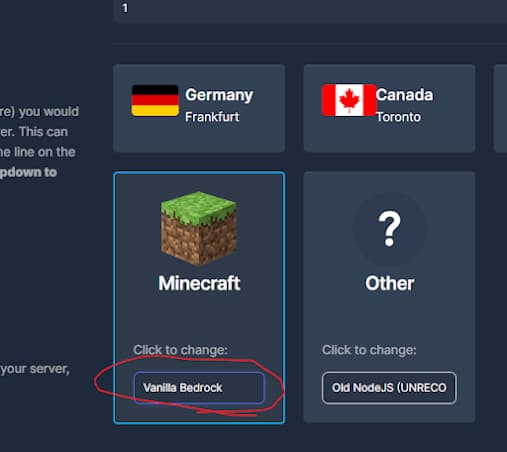 1
Germany
Frankfurt
Canada
Toronto
re) you would
er. This can
ne line on the
pdown to
Minecraft
?
Other
Click to change:
Click to change:
your server,
Vanilla Bedrock
Old NodeJS (UNRECO